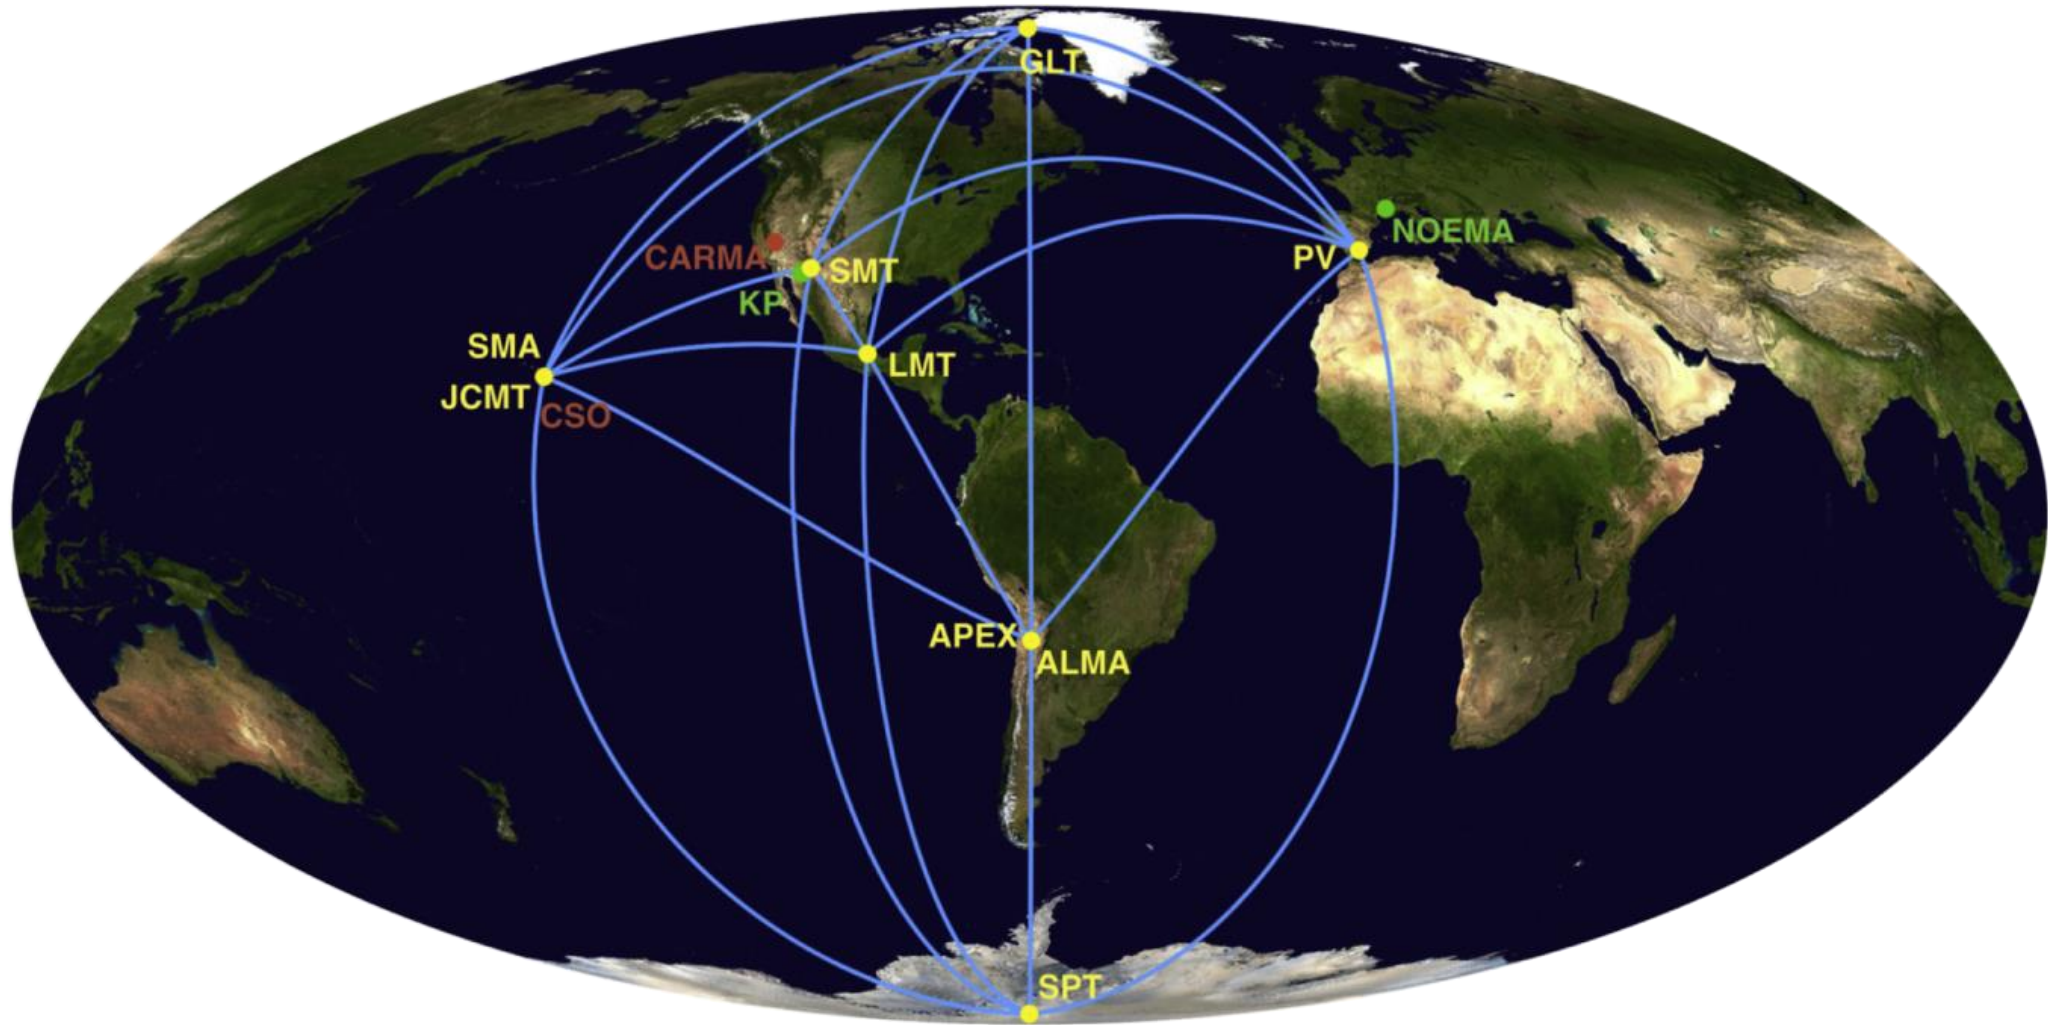 GLT
NOEMA
PV
CARMA
SMT
KP
SMA
LMT
JCMT
CSO
APEX
ALMA
SPT